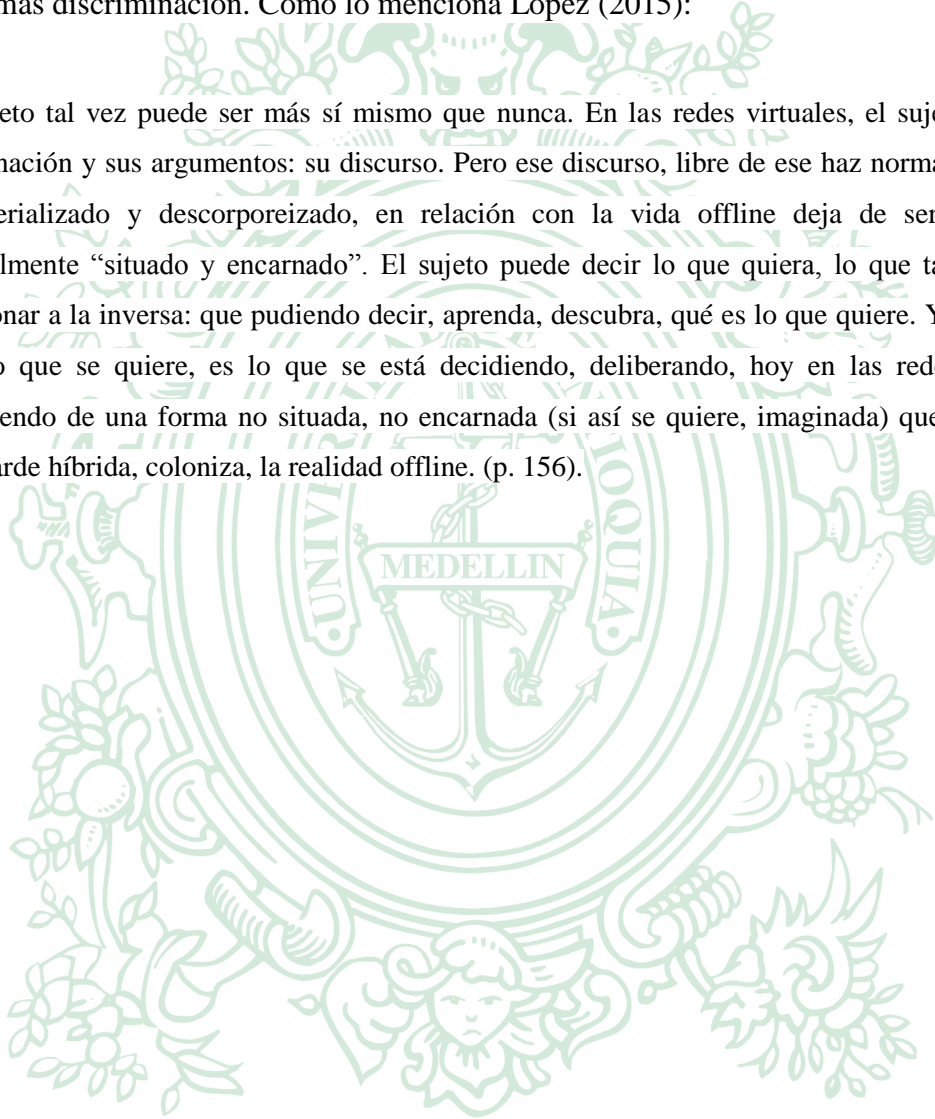 más discriminación. Como lo menciona López (2015):
eto tal vez puede ser más sí mismo que nunca. En las redes virtuales, el suje
nación y sus argumentos: su discurso. Pero ese discurso, libre de ese haz norma
erializado y descorporeizado, en relación con la vida offline deja de ser
lmente “situado y encarnado”. El sujeto puede decir lo que quiera, lo que ta
onar a la inversa: que pudiendo decir, aprenda, descubra, qué es lo que quiere. Y
o que se quiere, es lo que se está decidiendo, deliberando, hoy en las rede
endo de una forma no situada, no encarnada (si así se quiere, imaginada) que
arde híbrida, coloniza, la realidad offline. (p. 156).
UNIV
OQUIA
MEDELLIN